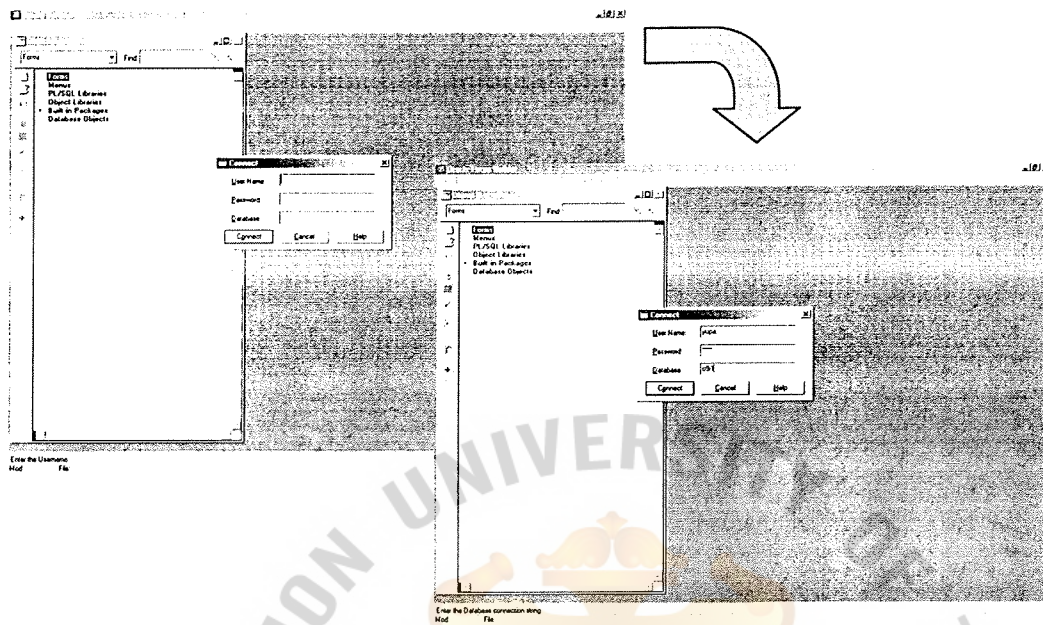 Forms
Find
Forms
Menus
PL/SQL Libraries
Object Libraries
Built-in Packages
Database Objects
Connect
User Name
Password
Database
Connect
Cancel
Help
Enter the Username
Mod File
Forms
Find
Forms
Menus
PL/SQL Libraries
Object Libraries
Built-in Packages
Database Objects
Connect
User Name:
Password
Database
Connect
Cancel
Help
Enter the Database connection string
Mod File
UNIVERSITY OF